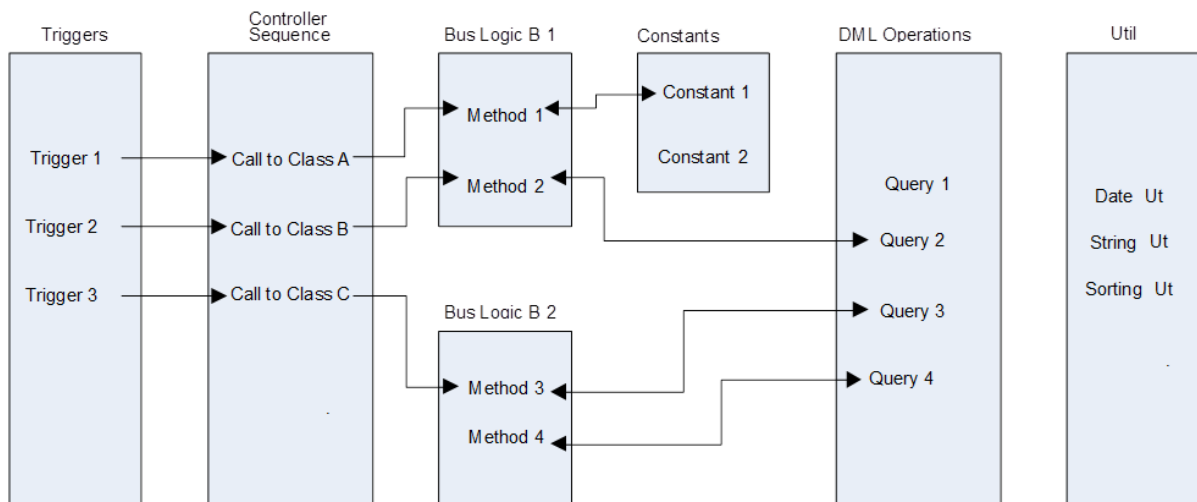 Triggers
Controller
Sequence
Bus Logic B 1
Constants
DML Operations
Util
Trigger 1
Trigger 2
Trigger 3
Call to Class A
Call to Class B
Call to Class C
Method 1
Method 2
Constant 1
Constant 2
Bus Logic B 2
Method 3
Method 4
Query 1
Query 2
Query 3
Query 4
Date Ut
String Ut
Sorting Ut